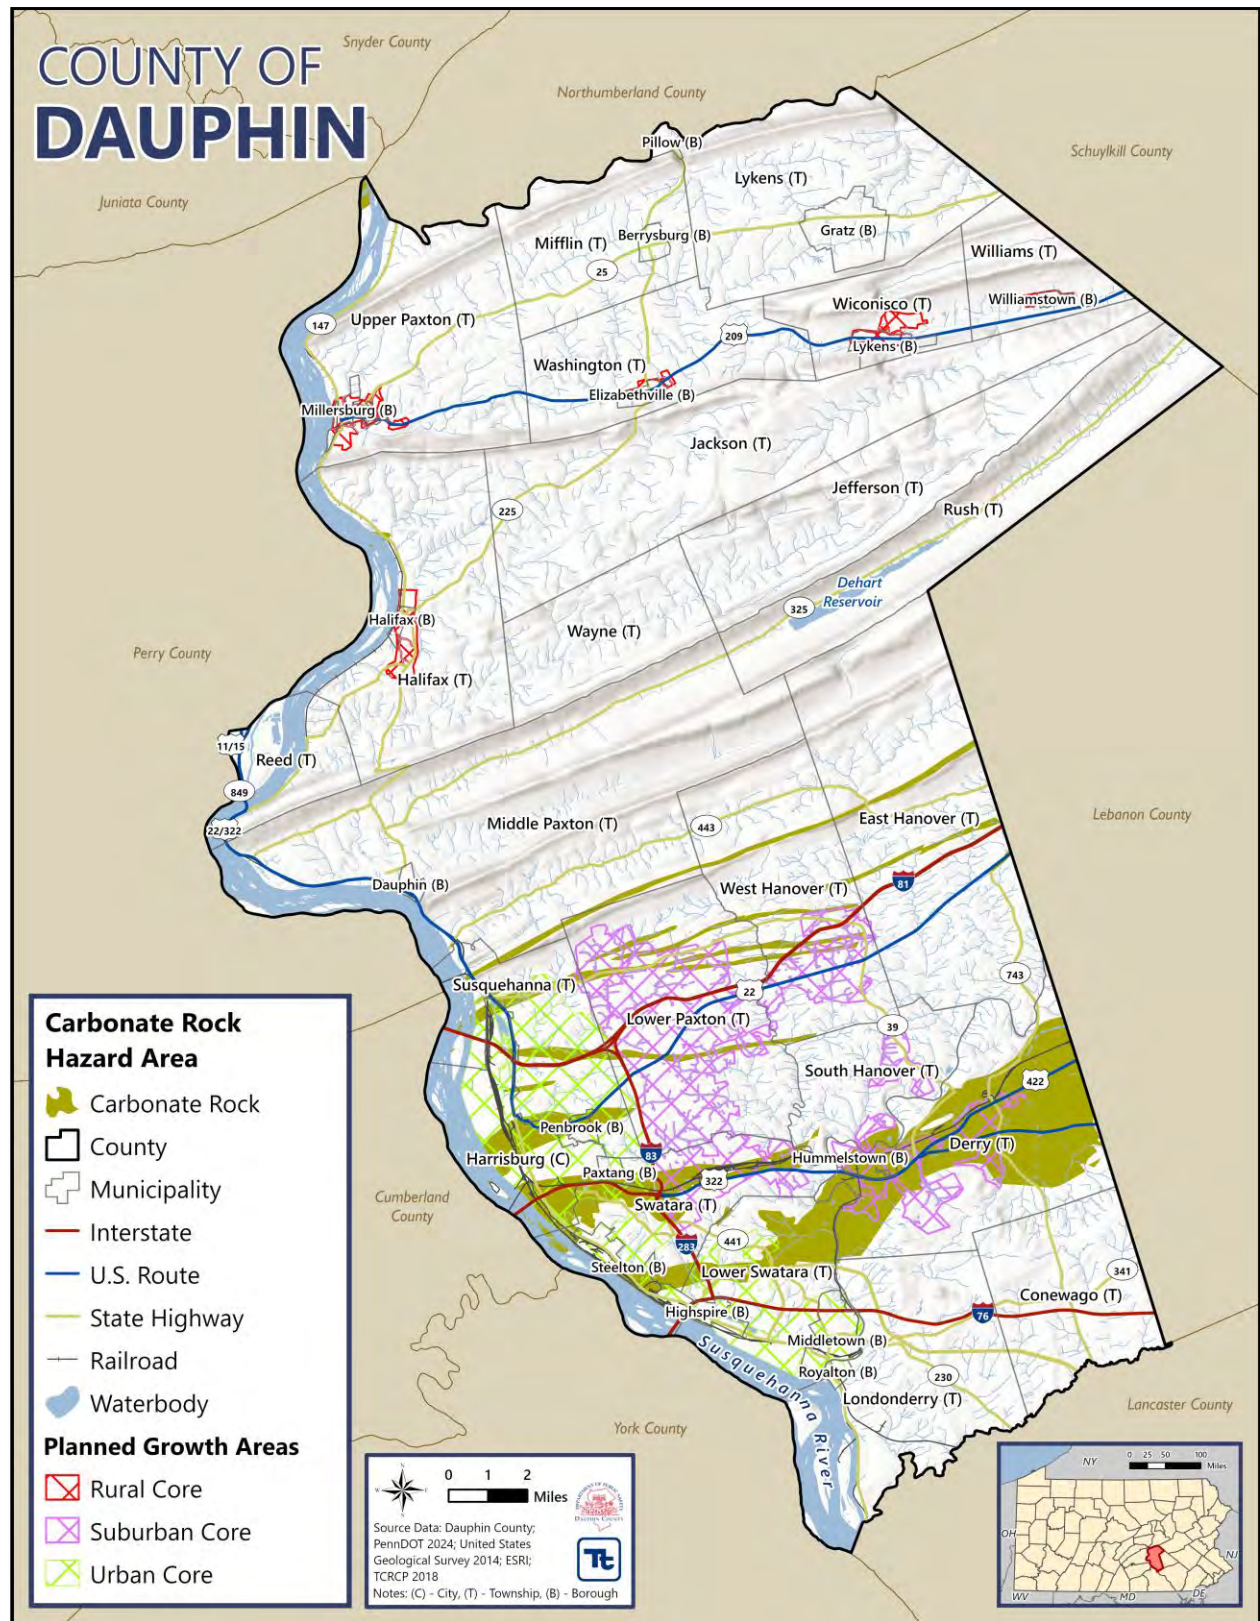 COUNTY OF
DAUPHIN
Snyder County
Northumberland County
Schuylkill County
Juniata County
Pillow (B)
Lykens (T)
Mifflin (T)
Berrysburg (B)
Gratz (B)
Williams (T)
25
147
Upper Paxton (T)
Wiconisco (T)
Williamstown (B)
209
Lykens (B)
Washington (T)
Elizabethville (B)
Millersburg (B)
Jackson (T)
Jefferson (T)
Rush (T)
225
Dehart
Reservoir
325
Halifax (B)
Wayne (T)
Perry County
Halifax (T)
11/15
Reed (T)
849
22/322
Middle Paxton (T)
443
East Hanover (T)
Lebanon County
Dauphin (B)
West Hanover (T)
81
743
Susquehanna (T)
22
Lower Paxton (T)
39
South Hanover (T)
422
Penbrook (B)
Derry (T)
Harrisburg (C)
83
Hummelstown (B)
Paxtang (B)
322
Cumberland
County
Swatara (T)
441
283
Steelton (B)
Lower Swatara (T)
341
Conewago (T)
Highspire (B)
76
Middletown (B)
Royalton (B)
230
Londonderry (T)
Susquehanna River
York County
Lancaster County
Carbonate Rock
Hazard Area
Carbonate Rock
County
Municipality
Interstate
U.S. Route
State Highway
Railroad
Waterbody
Planned Growth Areas
Rural Core
Suburban Core
Urban Core
0 1 2
Miles
Source Data: Dauphin County;
PennDOT 2024; United States
Geological Survey 2014; ESRI;
TCRCP 2018
Notes: (C) - City, (T) - Township, (B) - Borough
DAUPHIN COUNTY
Tt
0 25 50 100
Miles
NY
OH
NJ
WV
MD
DE